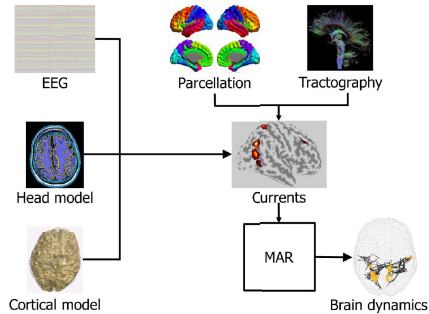 EEG
Parcellation
Tractography
Head model
Currents
MAR
Cortical model
Brain dynamics